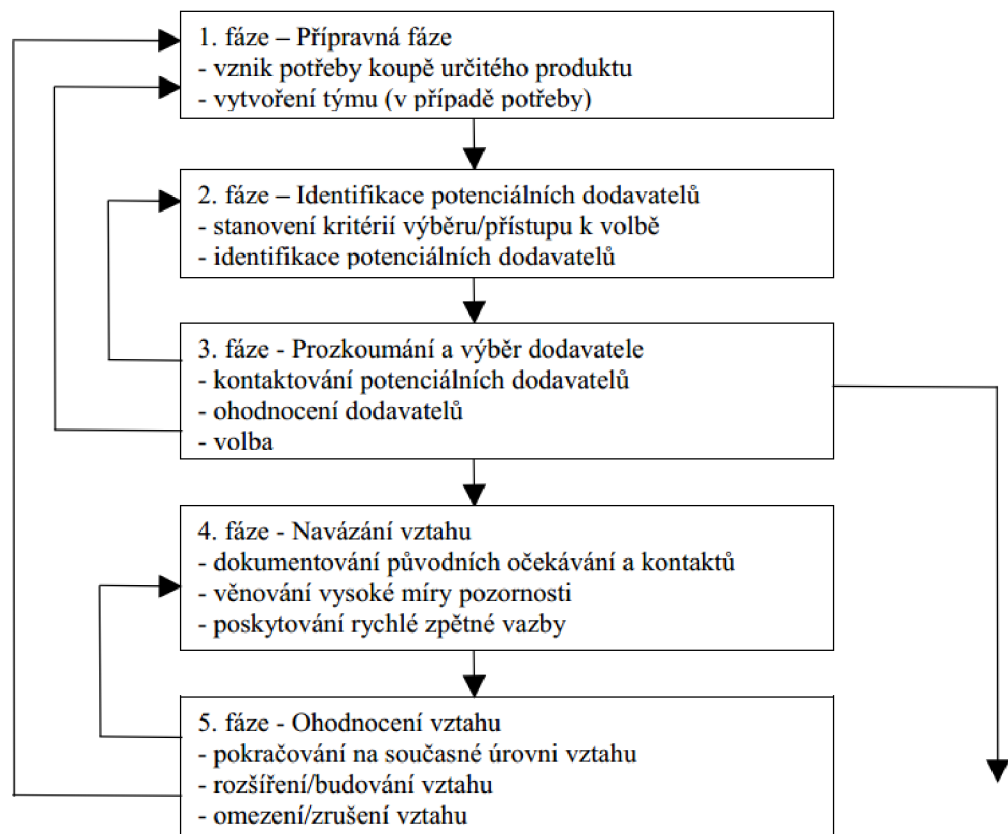 1. fáze – Přípravná fáze
- vznik potřeby koupě určitého produktu
- vytvoření týmu (v případě potřeby)
2. fáze – Identifikace potenciálních dodavatelů
- stanovení kritérií výběru/přístupu k volbě
- identifikace potenciálních dodavatelů
3. fáze - Prozkoumání a výběr dodavatele
- kontaktování potenciálních dodavatelů
- ohodnocení dodavatelů
- volba
4. fáze - Navázání vztahu
- dokumentování původních očekávání a kontaktů
- věnování vysoké míry pozornosti
- poskytování rychlé zpětné vazby
5. fáze - Ohodnocení vztahu
- pokračování na současné úrovni vztahu
- rozšíření/budování vztahu
- omezení/zrušení vztahu